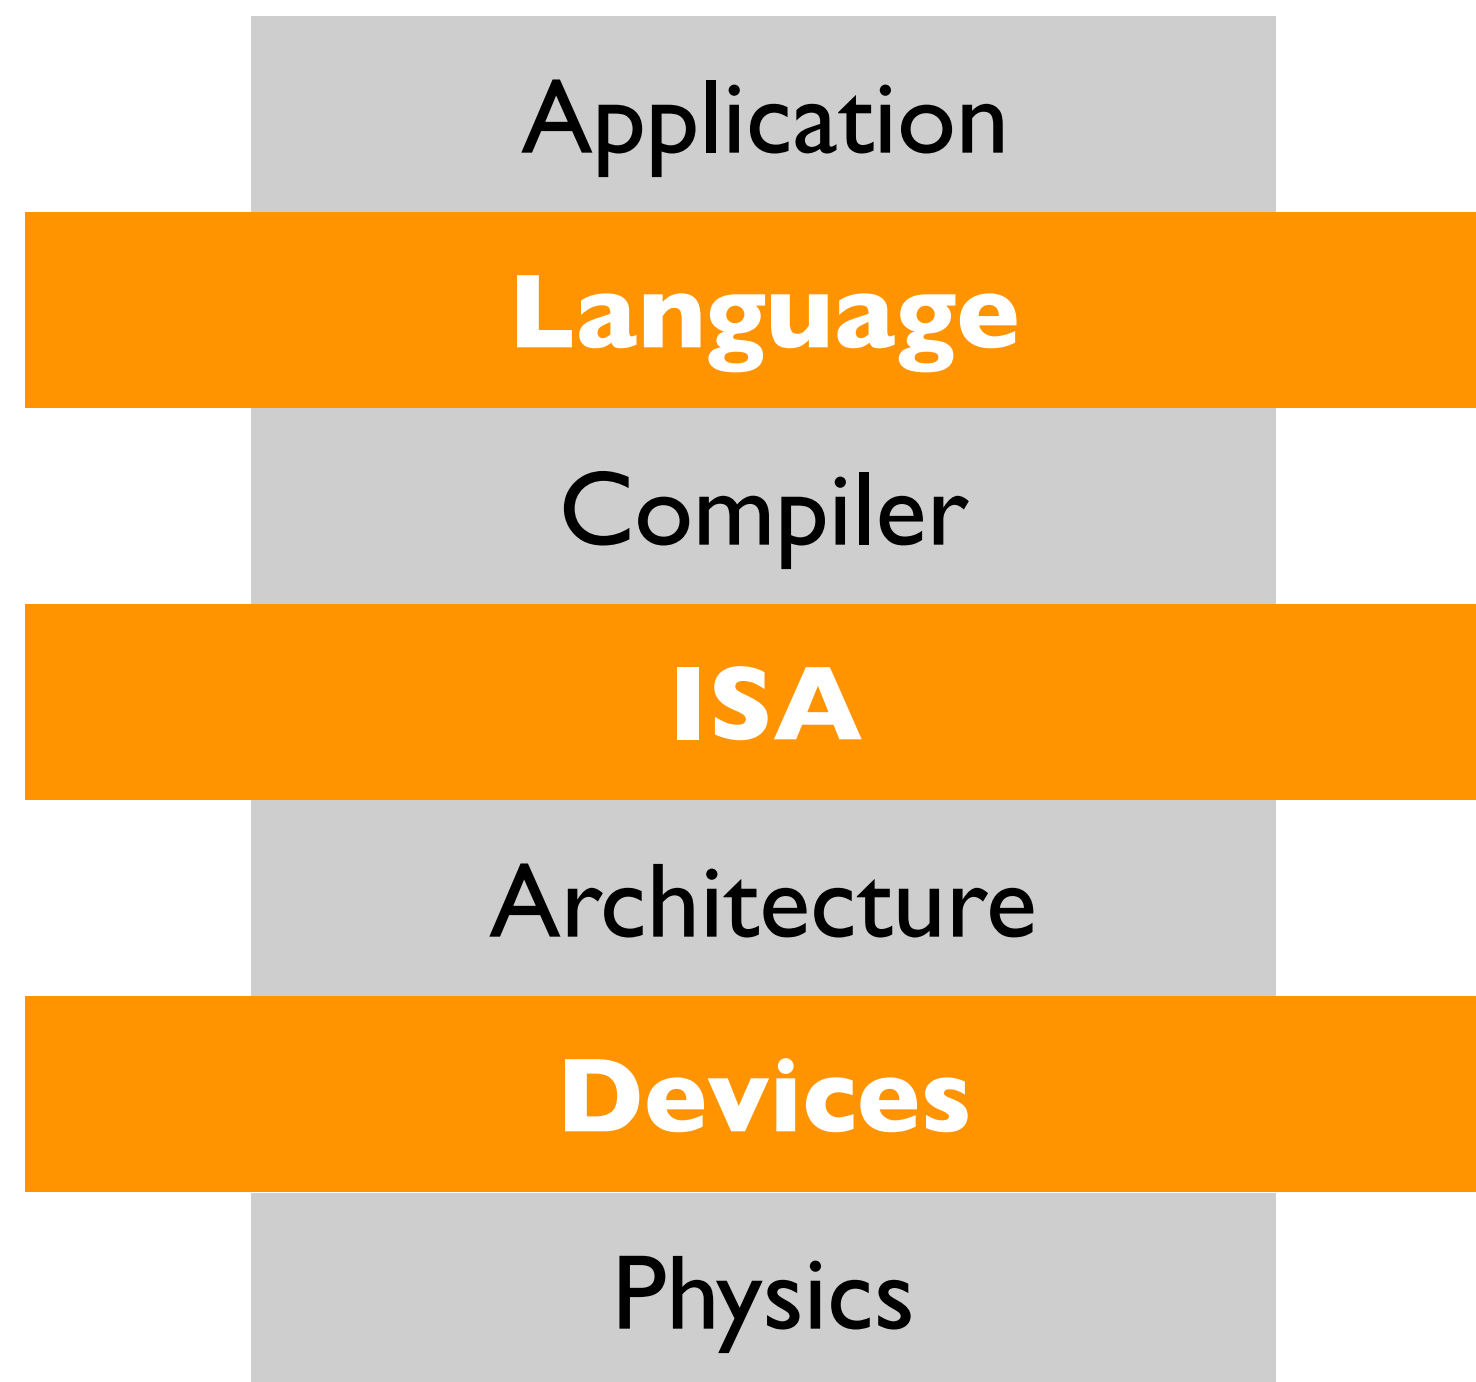 Application
Language
Compiler
ISA
Architecture
Devices
Physics